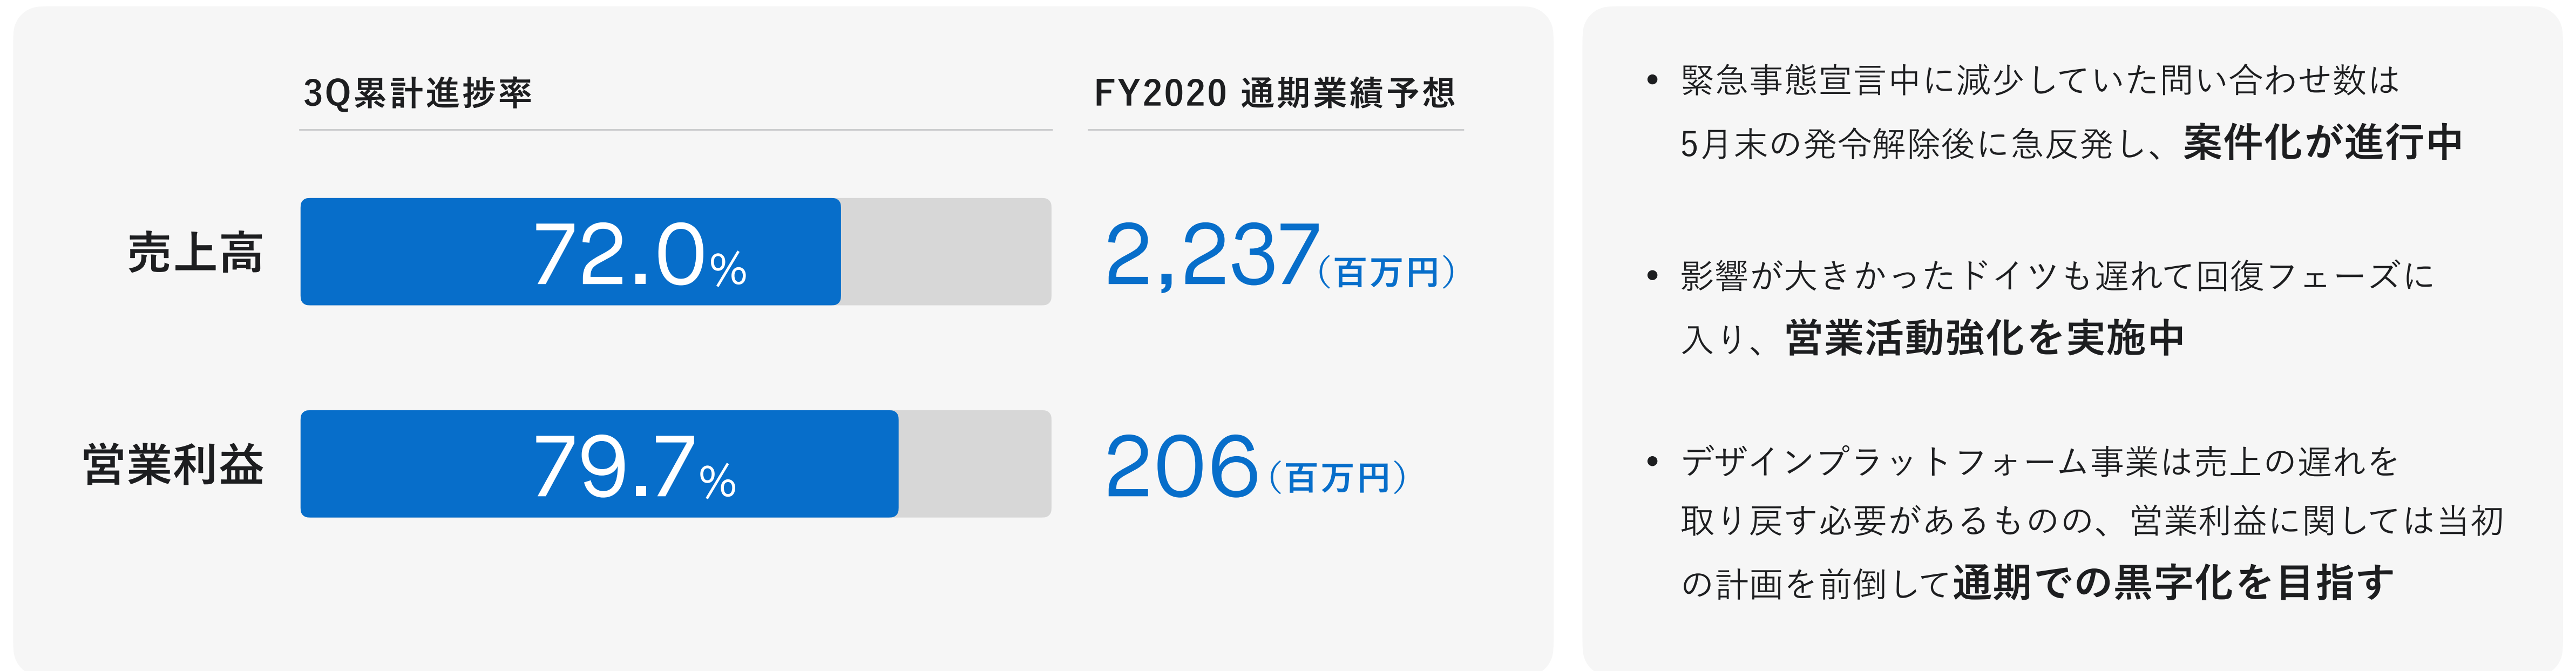 3Q累計進捗率
FY2020 通期業績予想
売上高
72.0%
2,237(百万円)
営業利益
79.7%
206(百万円)
• 緊急事態宣言中に減少していた問い合わせ数は
5月末の発令解除後に急反発し、案件化が進行中
• 影響が大きかったドイツも遅れて回復フェーズに
入り、営業活動強化を実施中
• デザインプラットフォーム事業は売上の遅れを
取り戻す必要があるものの、営業利益に関しては当初
の計画を前倒して通期での黒字化を目指す